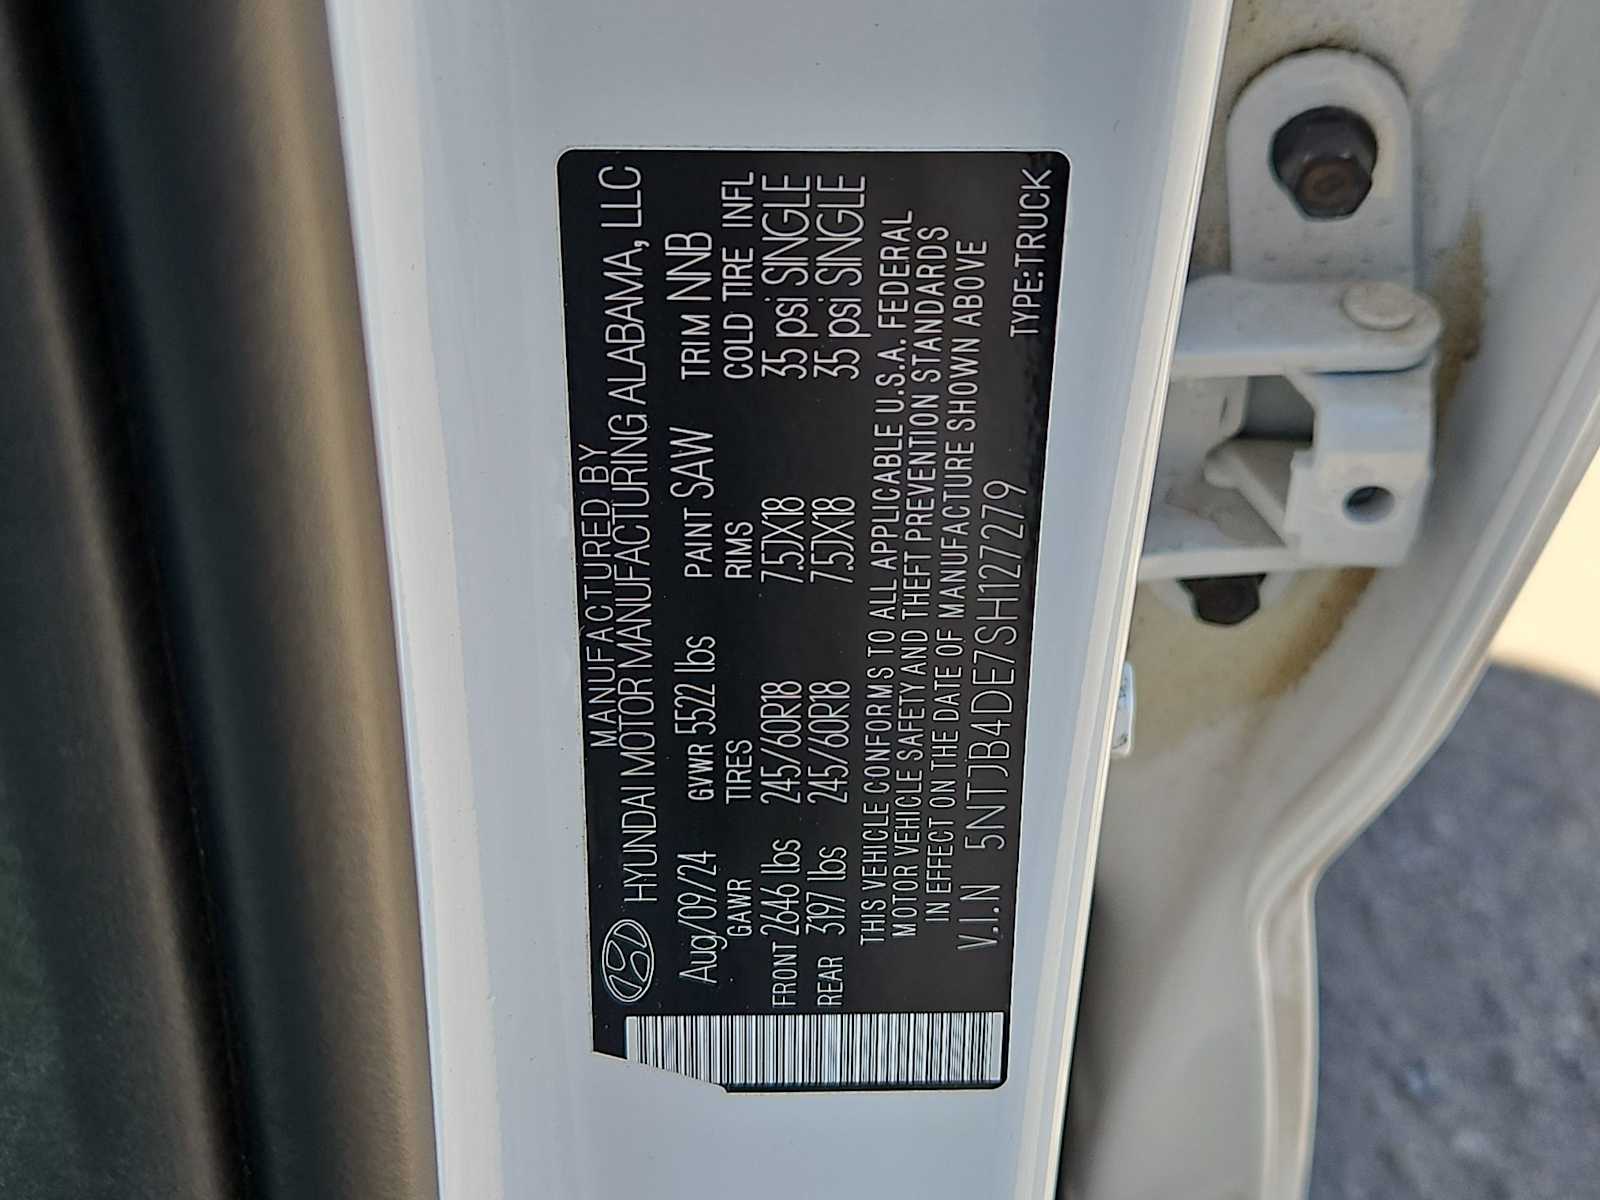 MANUFACTURED BY
HYUNDAI MOTOR MANUFACTURING ALABAMA, LLC
Aug/09/24 GVWR 5522 lbs PAINT SAW TRIM NNB
GAWR TIRES RIMS COLD TIRE INFL
FRONT 2646 lbs 245/60R18 7.5JX18 35 psi SINGLE
REAR 3197 lbs 245/60R18 7.5JX18 35 psi SINGLE
THIS VEHICLE CONFORMS TO ALL APPLICABLE U.S.A. FEDERAL
MOTOR VEHICLE SAFETY AND THEFT PREVENTION STANDARDS
IN EFFECT ON THE DATE OF MANUFACTURE SHOWN ABOVE
V.I.N 5NTJB4DE7SH127279
TYPE:TRUCK